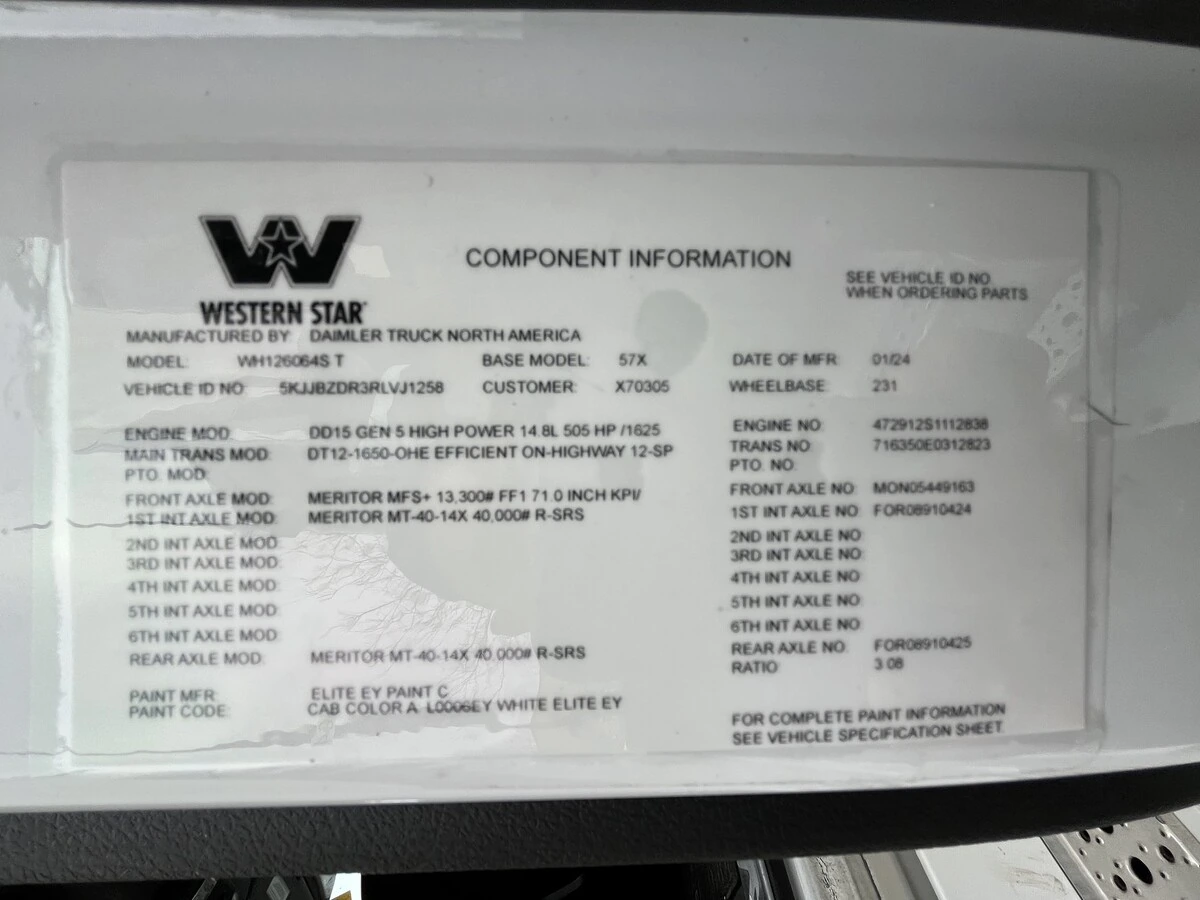 WESTERN STAR
COMPONENT INFORMATION
SEE VEHICLE ID NO
WHEN ORDERING PARTS
MANUFACTURED BY: DAIMLER TRUCK NORTH AMERICA
MODEL: WH126064S T BASE MODEL: 57X DATE OF MFR: 01/24
VEHICLE ID NO: 5KJJBZDR3RLVJ1258 CUSTOMER: X70305 WHEELBASE: 231
ENGINE MOD: DD15 GEN 5 HIGH POWER 14.8L 505 HP /1625 ENGINE NO: 472912S1112838
MAIN TRANS MOD: DT12-1650-OHE EFFICIENT ON-HIGHWAY 12-SP TRANS NO: 716350E0312823
PTO. MOD: PTO. NO:
FRONT AXLE MOD: MERITOR MFS+ 13,300# FF1 71.0 INCH KPI/ FRONT AXLE NO: MON05449163
1ST INT AXLE MOD: MERITOR MT-40-14X 40,000# R-SRS 1ST INT AXLE NO: FOR08910424
2ND INT AXLE MOD: 2ND INT AXLE NO:
3RD INT AXLE MOD: 3RD INT AXLE NO:
4TH INT AXLE MOD: 4TH INT AXLE NO:
5TH INT AXLE MOD: 5TH INT AXLE NO:
6TH INT AXLE MOD: 6TH INT AXLE NO:
REAR AXLE MOD: MERITOR MT-40-14X 40,000# R-SRS REAR AXLE NO: FOR08910425
RATIO: 3.08
PAINT MFR: ELITE EY PAINT C
PAINT CODE: CAB COLOR A: L0006EY WHITE ELITE EY
FOR COMPLETE PAINT INFORMATION
SEE VEHICLE SPECIFICATION SHEET.